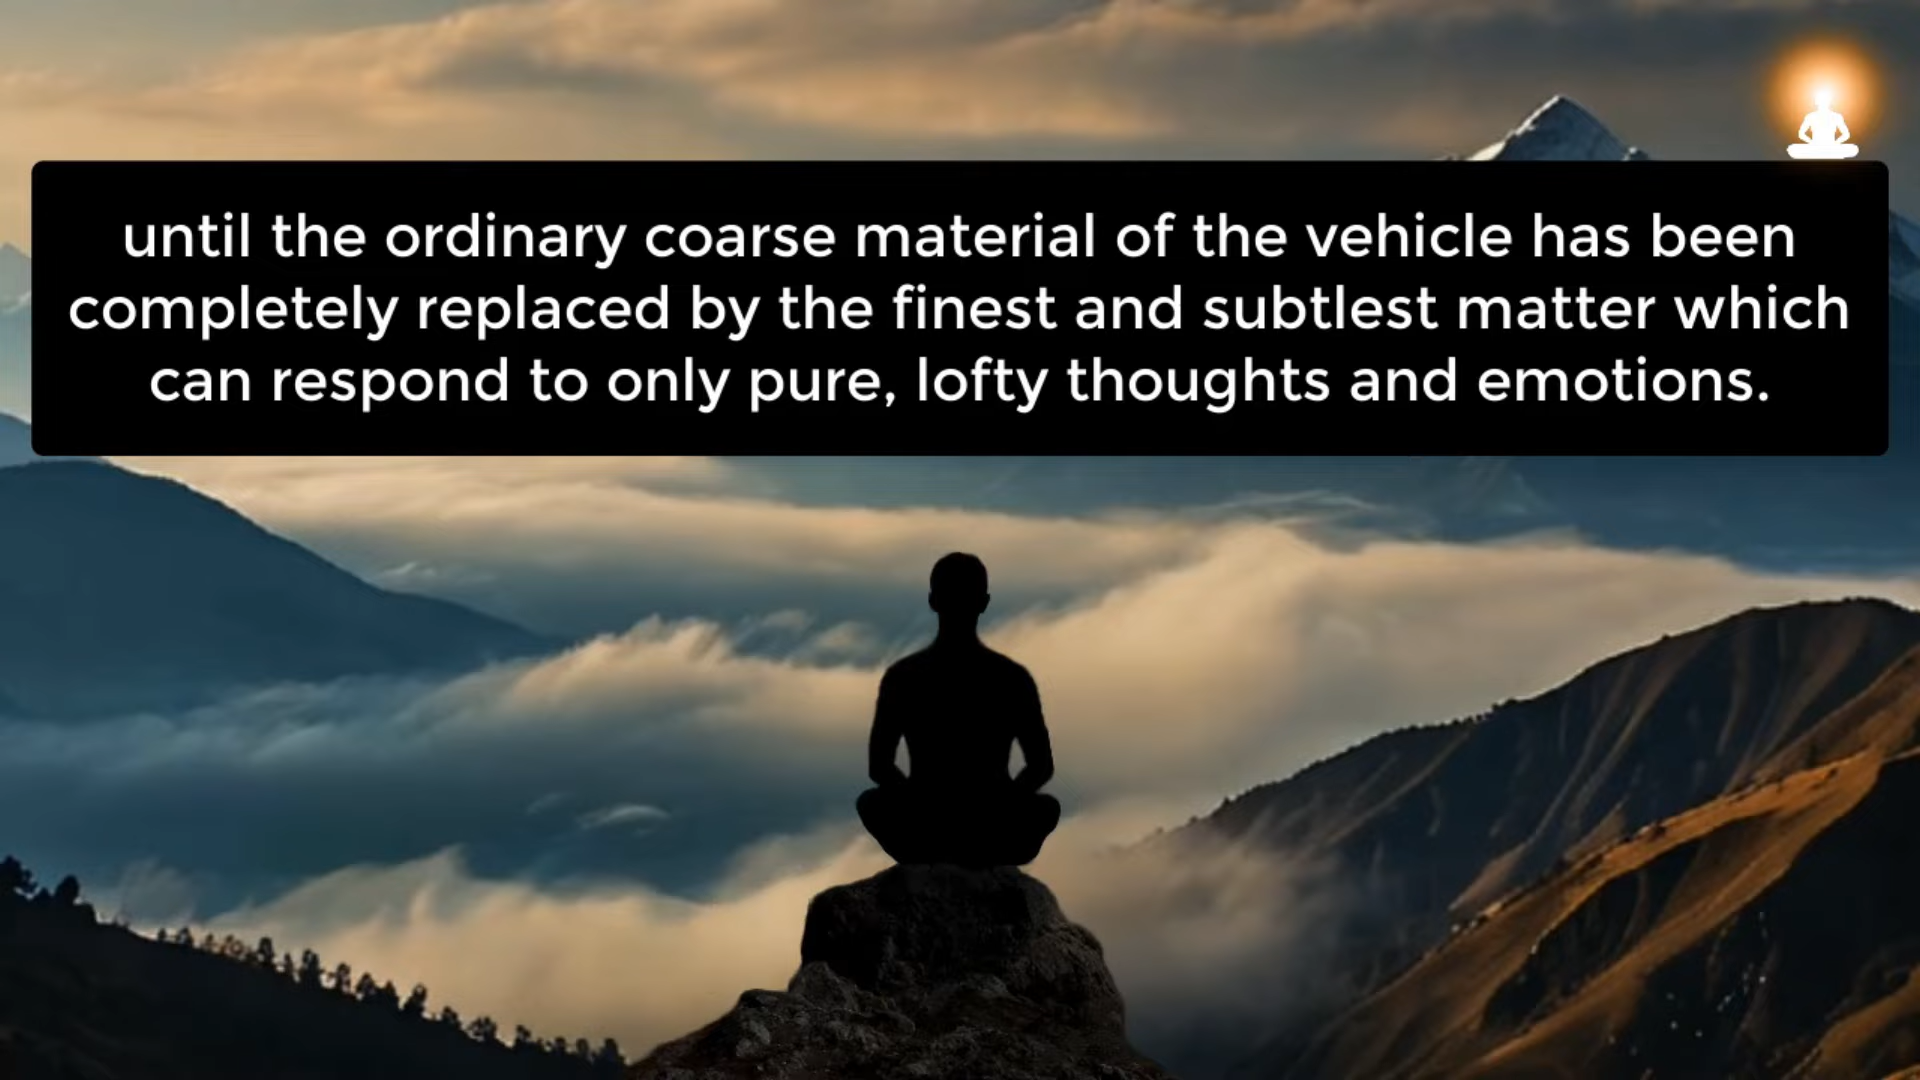 until the ordinary coarse material of the vehicle has been
completely replaced by the finest and subtlest matter which
can respond to only pure, lofty thoughts and emotions.